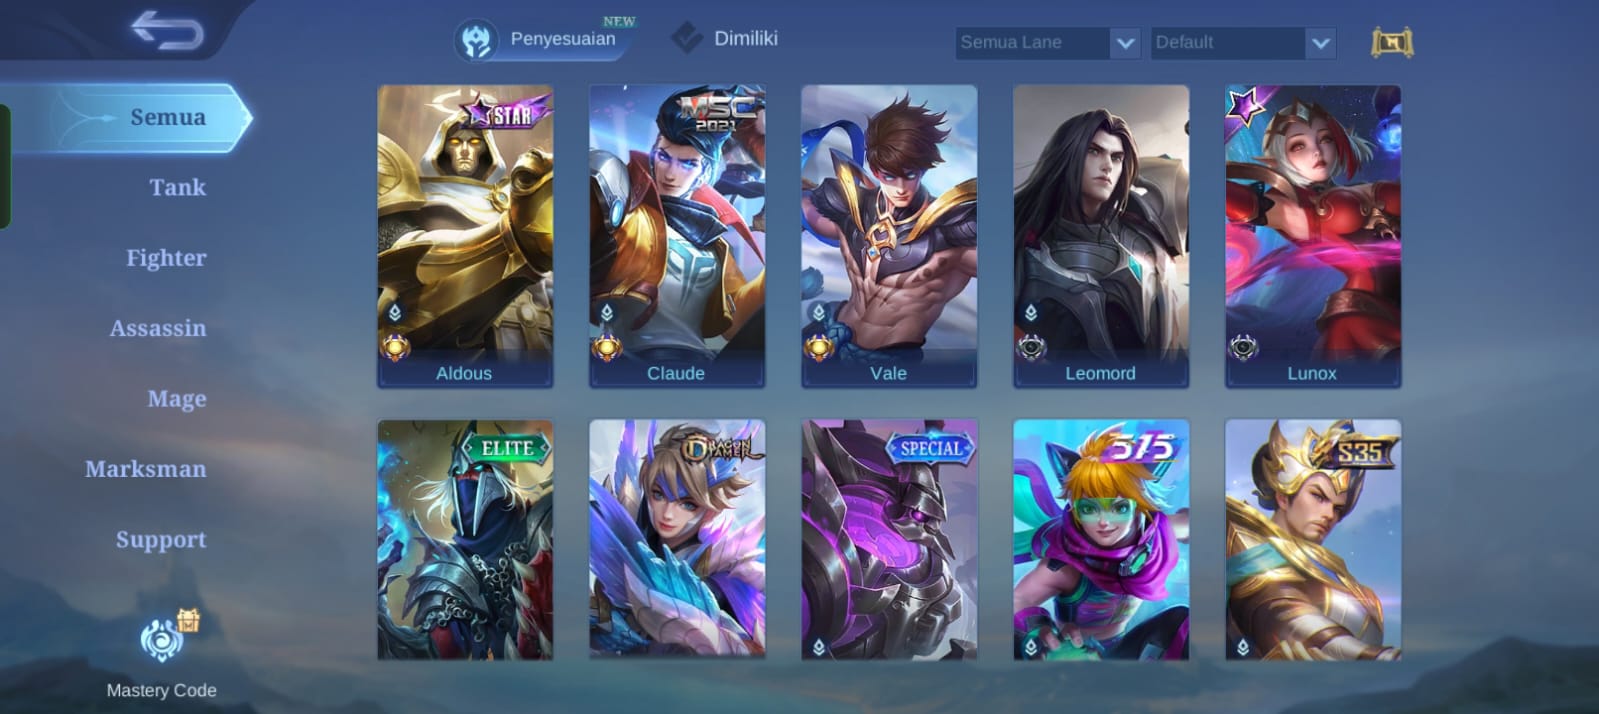 NEW
Penyesuaian
Dimiliki
Semua Lane
Default
Semua
Tank
Fighter
Assassin
Mage
Marksman
Support
Mastery Code
STAR
MSC
2021
Aldous
Claude
Vale
Leomord
Lunox
ELITE
DRAGON
TAMER
SPECIAL
515
S35